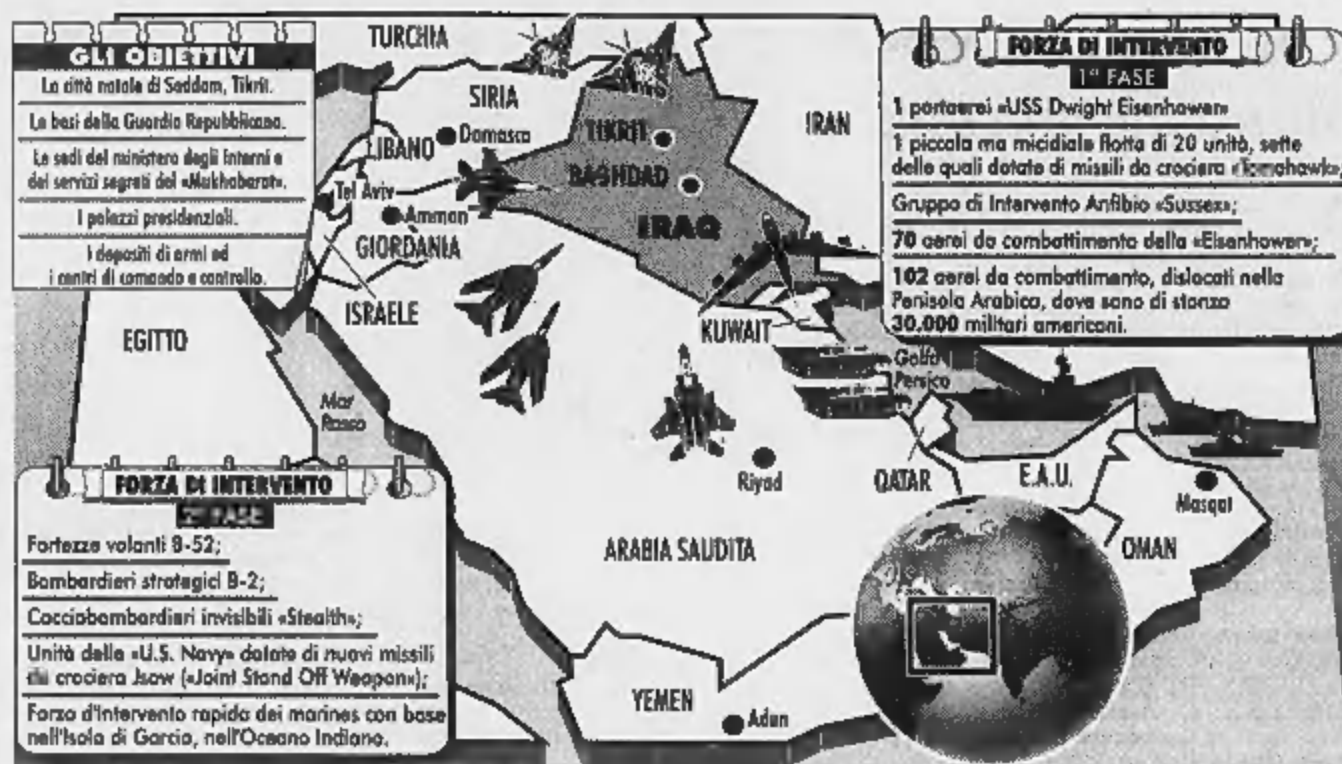 GLI OBIETTIVI
La città natale di Saddam, Tikrit.
Le basi della Guardia Repubblicana.
Le sedi del ministero degli Interni e
dei servizi segreti del «Mukhabarat».
I palazzi presidenziali.
I depositi di armi ed
i centri di comando e controllo.
FORZA DI INTERVENTO
1ª FASE
1 portaerei «USS Dwight Eisenhower»
1 piccola ma micidiale flotta di 20 unità, sette
delle quali dotate di missili da crociera «Tomahawk»;
Gruppo di Intervento Anfibio «Sussex»;
70 aerei da combattimento della «Eisenhower»;
102 aerei da combattimento, dislocati nella
Penisola Arabica, dove sono di stanza
30.000 militari americani.
TURCHIA
SIRIA
Damasco
LIBANO
Tel Aviv
Amman
GIORDANIA
ISRAELE
EGITTO
TIKRIT
BAGHDAD
IRAQ
IRAN
KUWAIT
Golfo
Persico
Mar
Rosso
Riyad
QATAR
E.A.U.
Masqat
OMAN
ARABIA SAUDITA
YEMEN
Adan
FORZA DI INTERVENTO
2ª FASE
Fortezze volanti B-52;
Bombardieri strategici B-2;
Cacciobombardieri invisibili «Stealth»;
Unità della «U.S. Navy» dotate di nuovi missili
da crociera Jsow («Joint Stand Off Weapon»);
Forza d'intervento rapida dei marines con base
nell'Isola di Garcia, nell'Oceano Indiano.